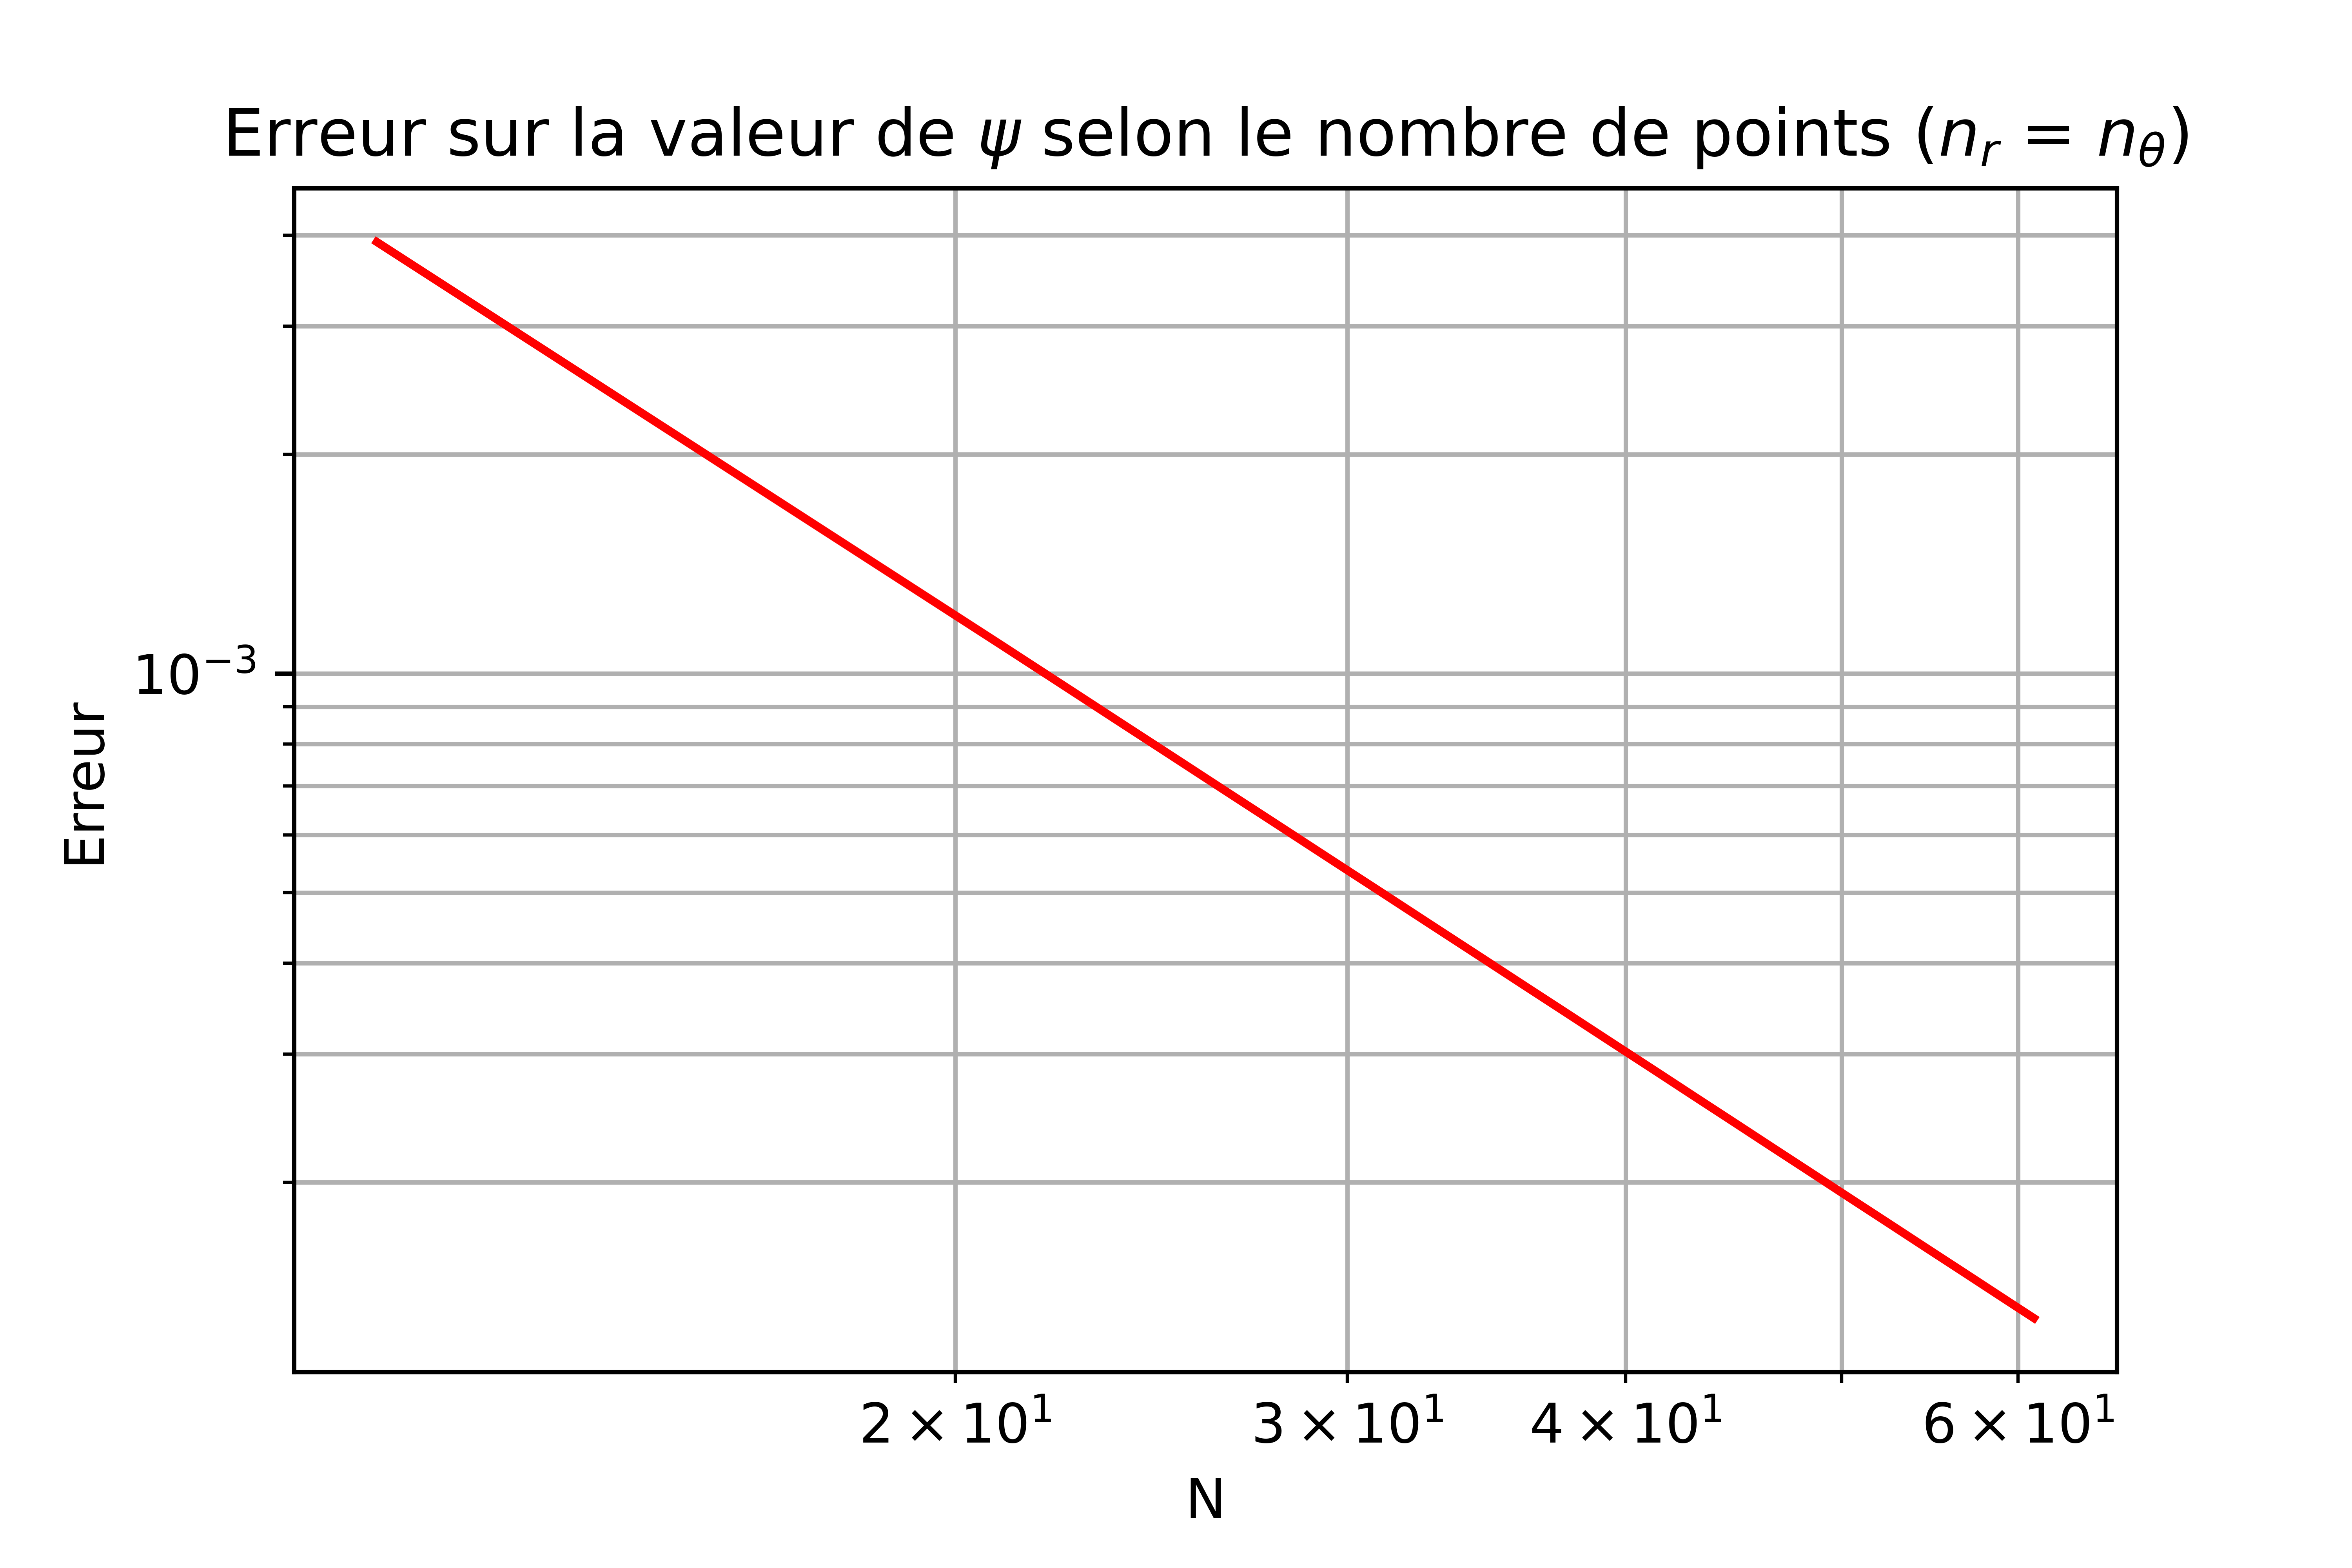 Erreur sur la valeur de ψ selon le nombre de points (nᵣ = n_θ)
10⁻³
Erreur
2 × 10¹ 3 × 10¹ 4 × 10¹ 6 × 10¹
N